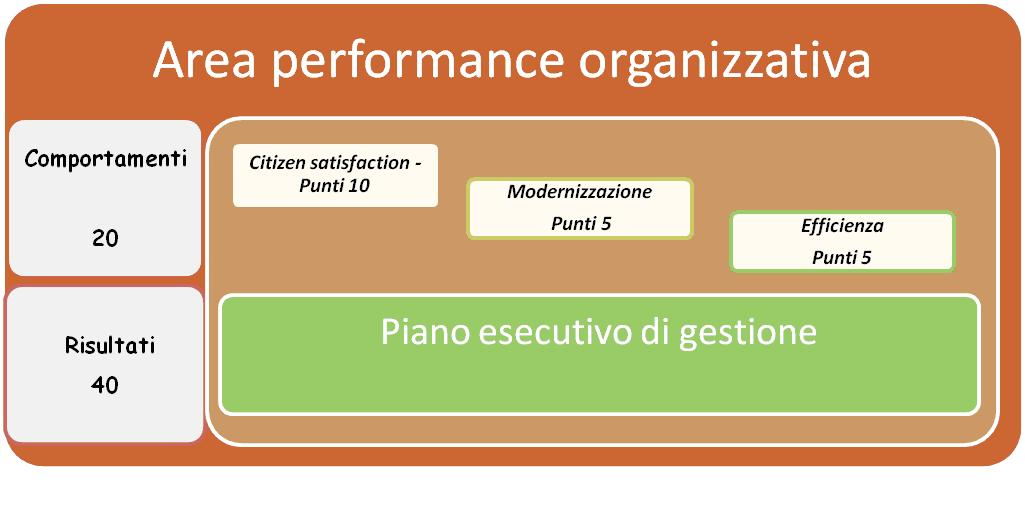 Area performance organizzativa
Comportamenti
20
Citizen satisfaction -
Punti 10
Modernizzazione
Punti 5
Efficienza
Punti 5
Risultati
40
Piano esecutivo di gestione